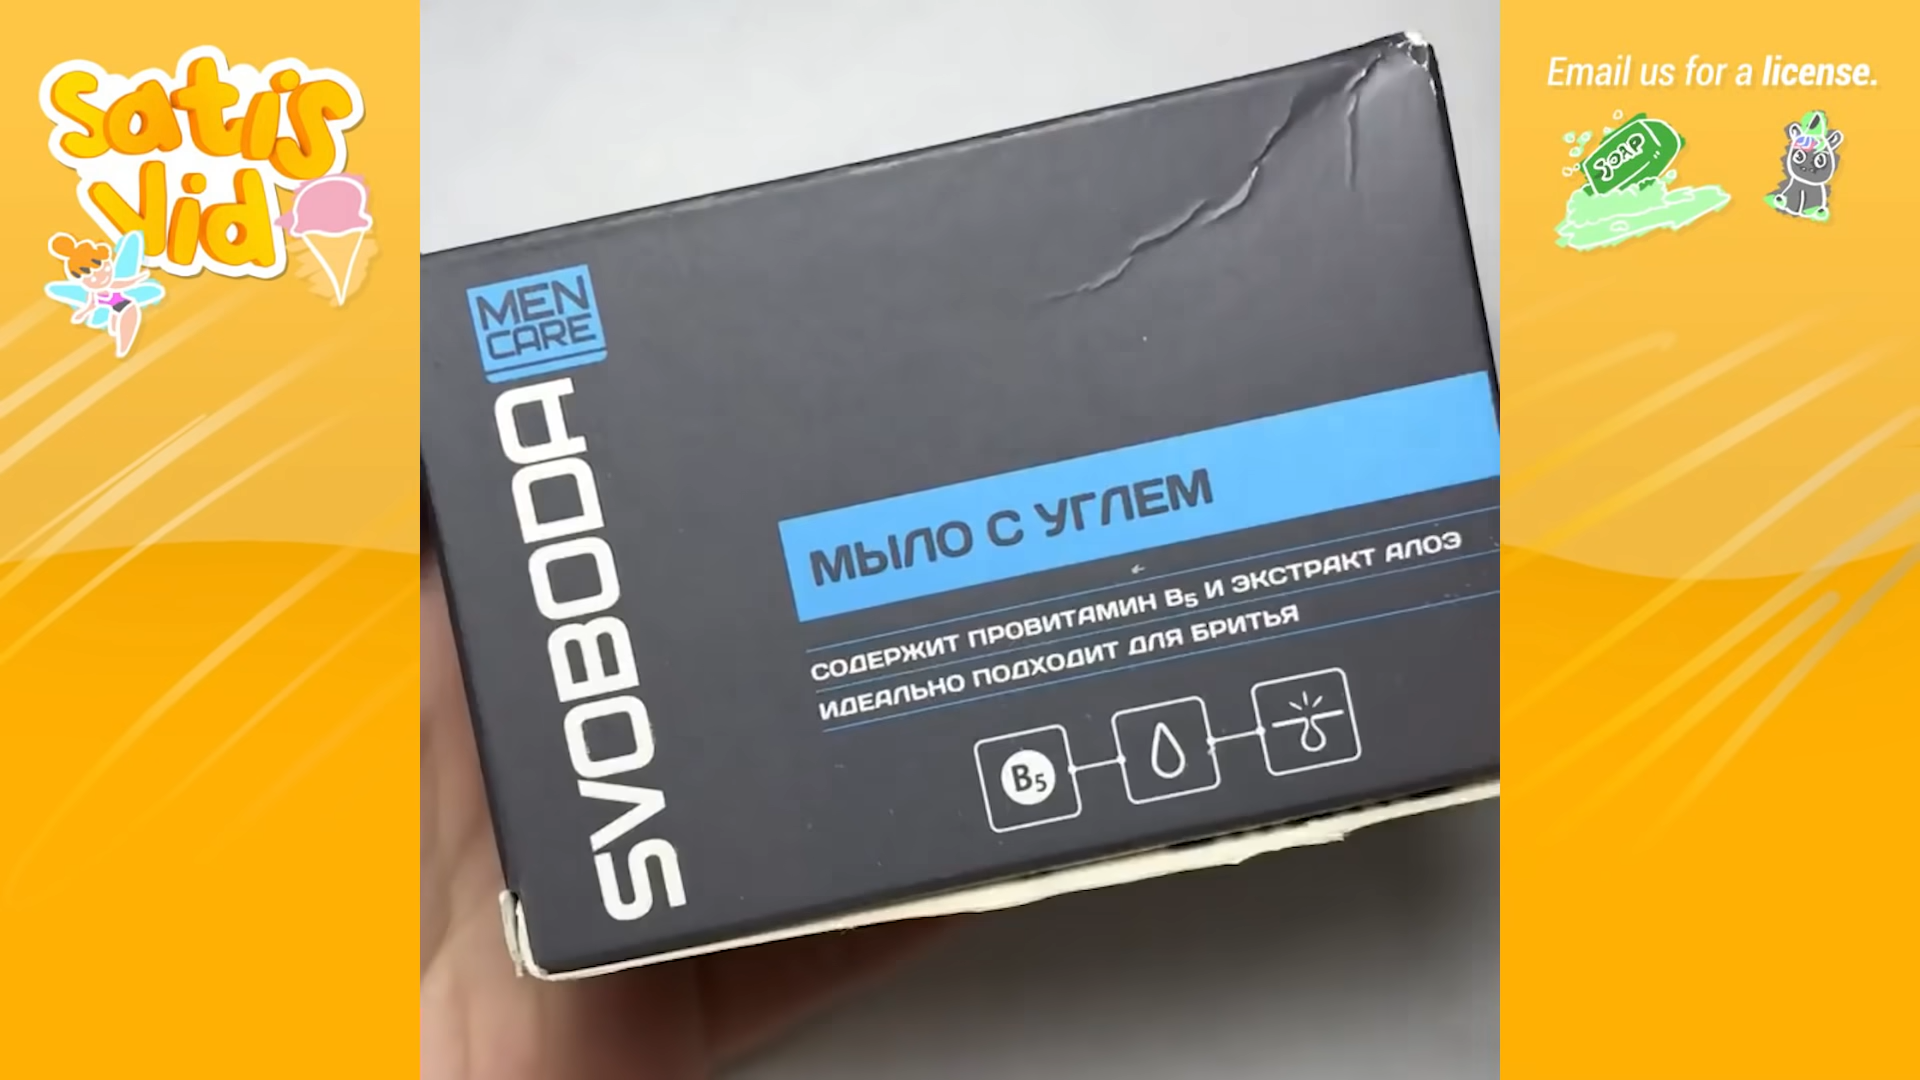 Satis
Vid
Email us for a license.
SOAP
MEN
CARE
SVOBODA
МЫЛО С УГЛЕМ
СОДЕРЖИТ ПРОВИТАМИН B₅ И ЭКСТРАКТ АЛОЭ
ИДЕАЛЬНО ПОДХОДИТ ДЛЯ БРИТЬЯ
B₅